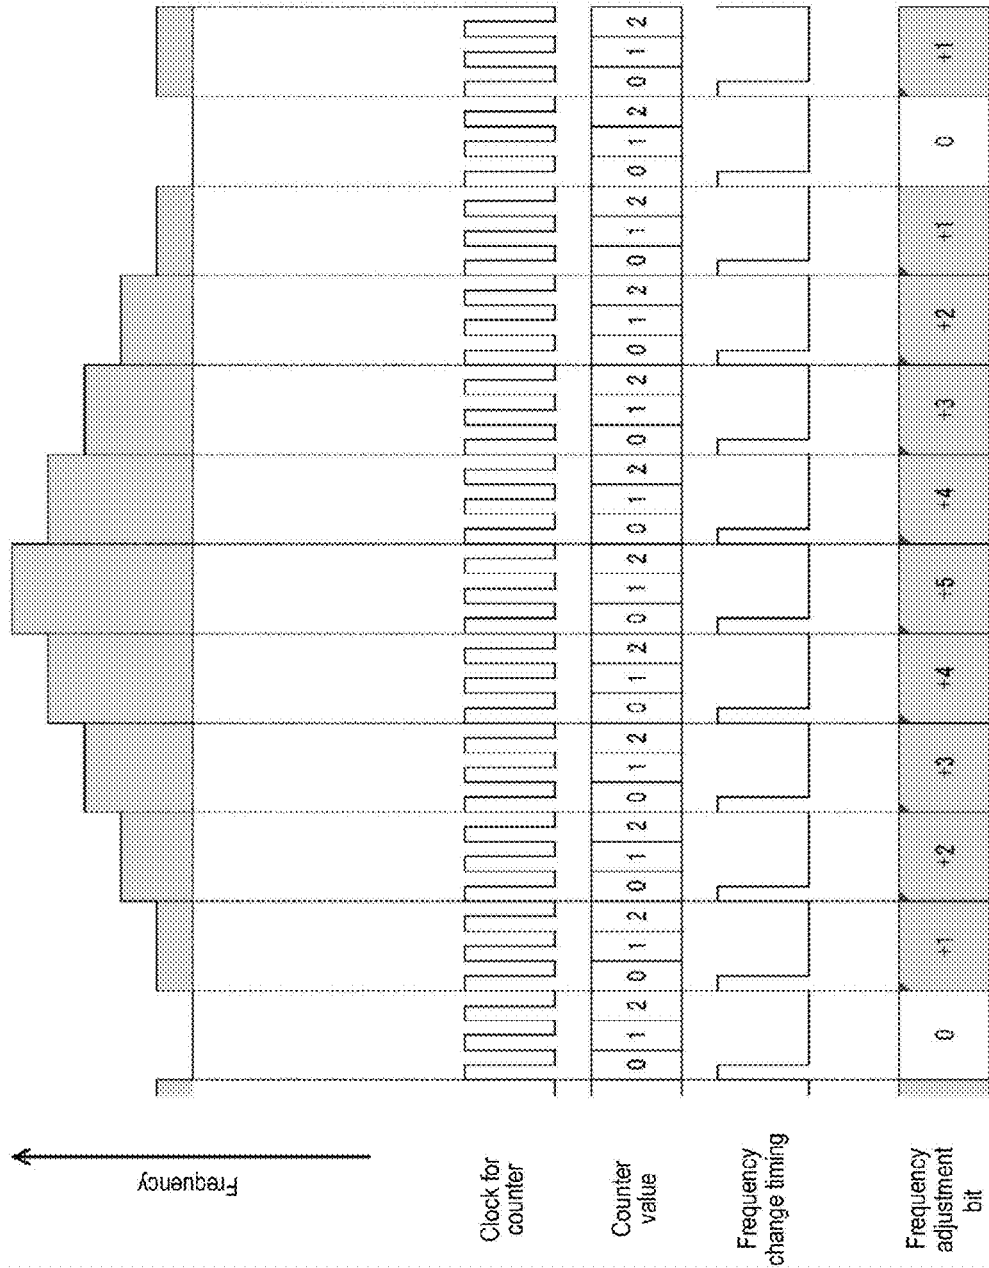 Frequency
Clock for
counter
Counter
value
0 1 2 0 1 2 0 1 2 0 1 2 0 1 2 0 1 2 0 1 2 0 1 2 0 1 2 0 1 2 0 1 2 0 1 2
Frequency
change timing
Frequency
adjustment
bit
0 +1 +2 +3 +4 +5 +4 +3 +2 +1 0 +1